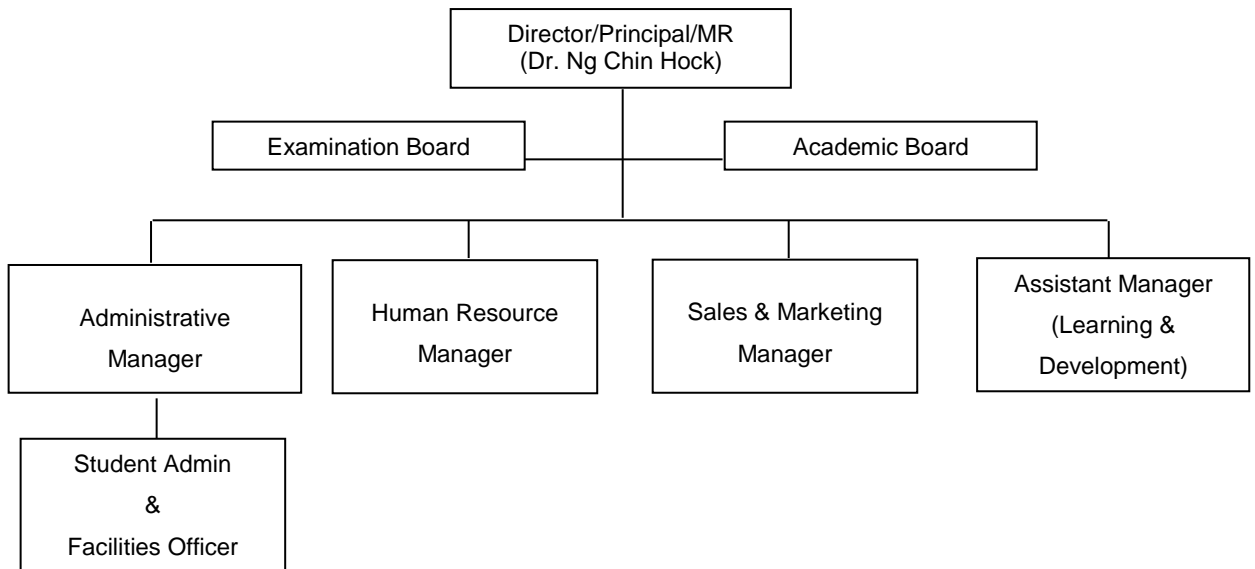 Director/Principal/MR
(Dr. Ng Chin Hock)
Examination Board
Academic Board
Administrative
Manager
Human Resource
Manager
Sales & Marketing
Manager
Assistant Manager
(Learning &
Development)
Student Admin
&
Facilities Officer